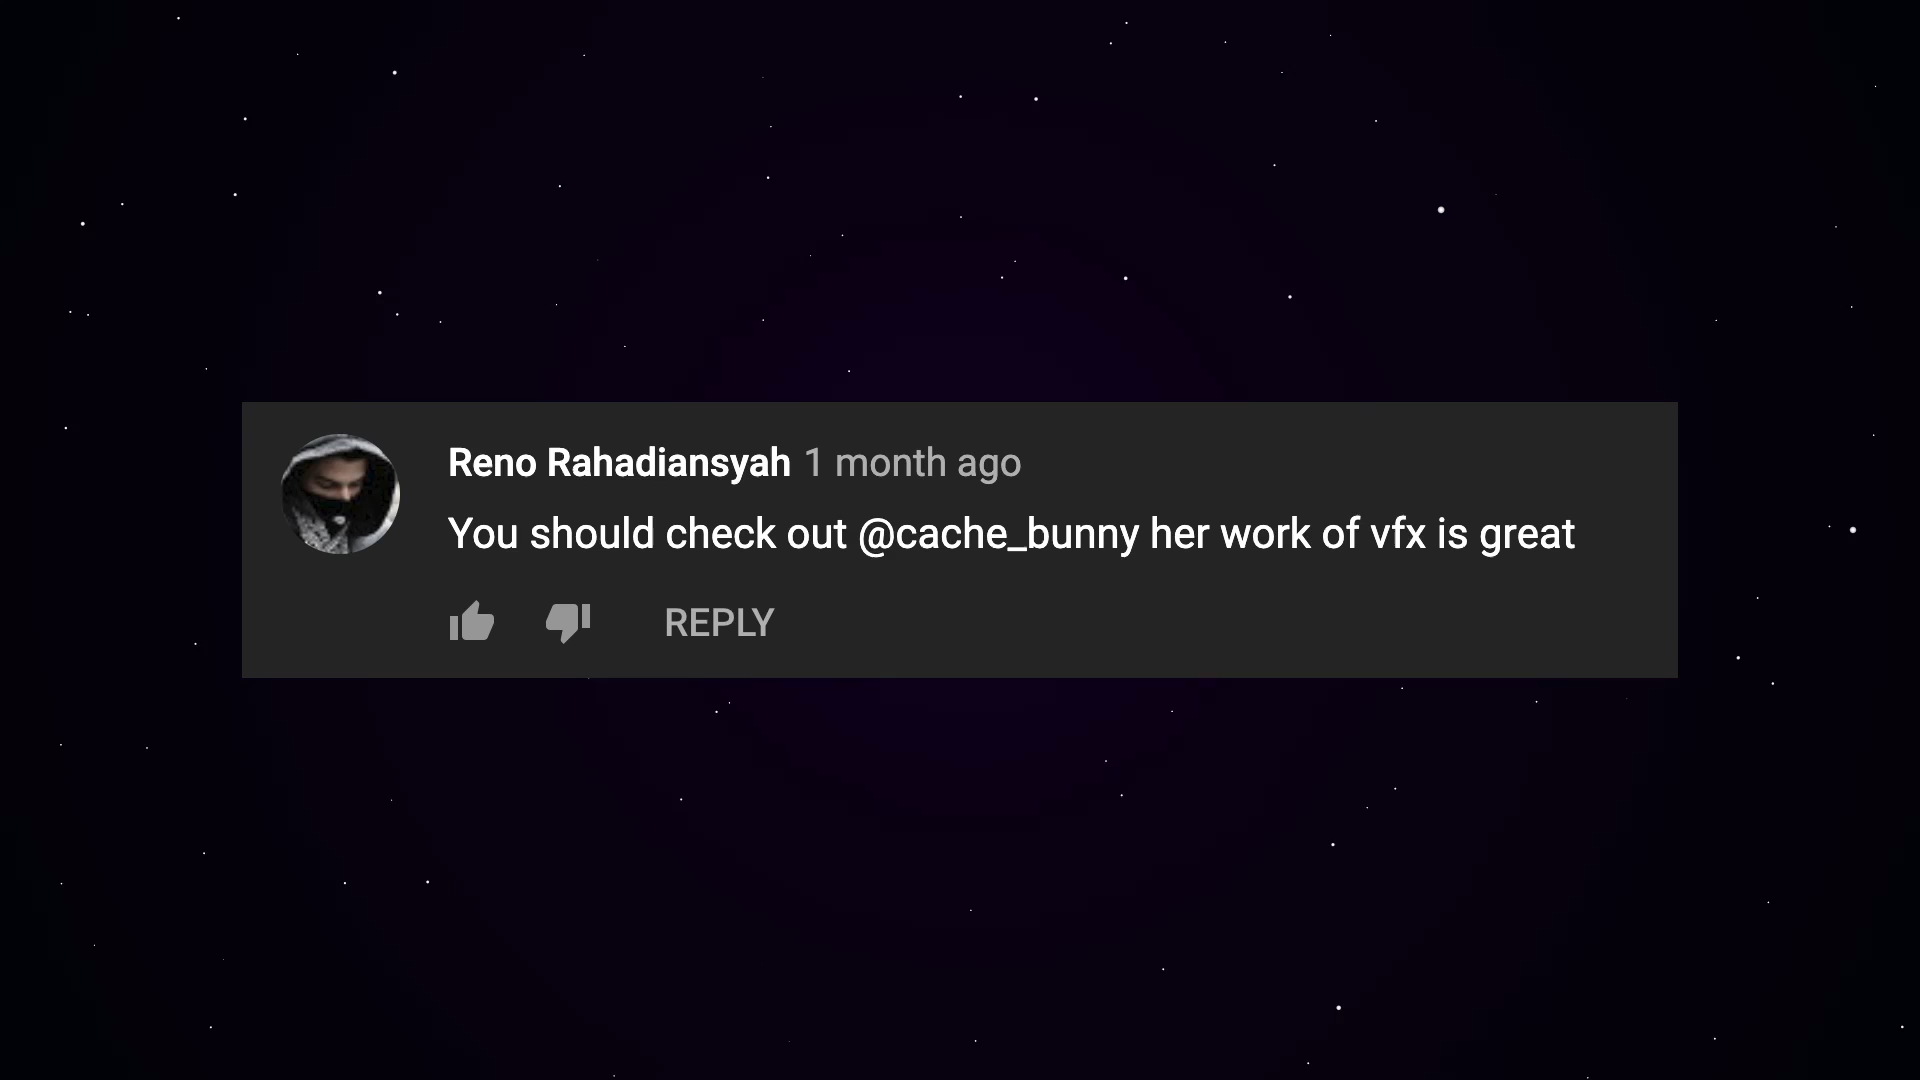 Reno Rahadiansyah 1 month ago
You should check out @cache_bunny her work of vfx is great
REPLY